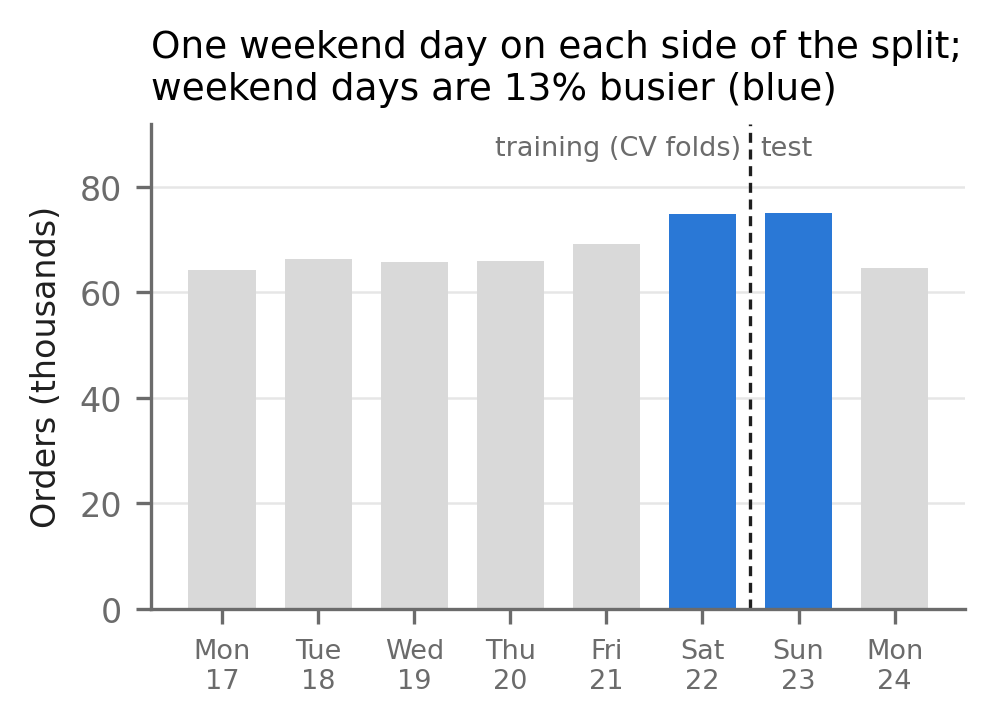 One weekend day on each side of the split;
weekend days are 13% busier (blue)
training (CV folds)
test
Orders (thousands)
80
60
40
20
0
Mon
17
Tue
18
Wed
19
Thu
20
Fri
21
Sat
22
Sun
23
Mon
24